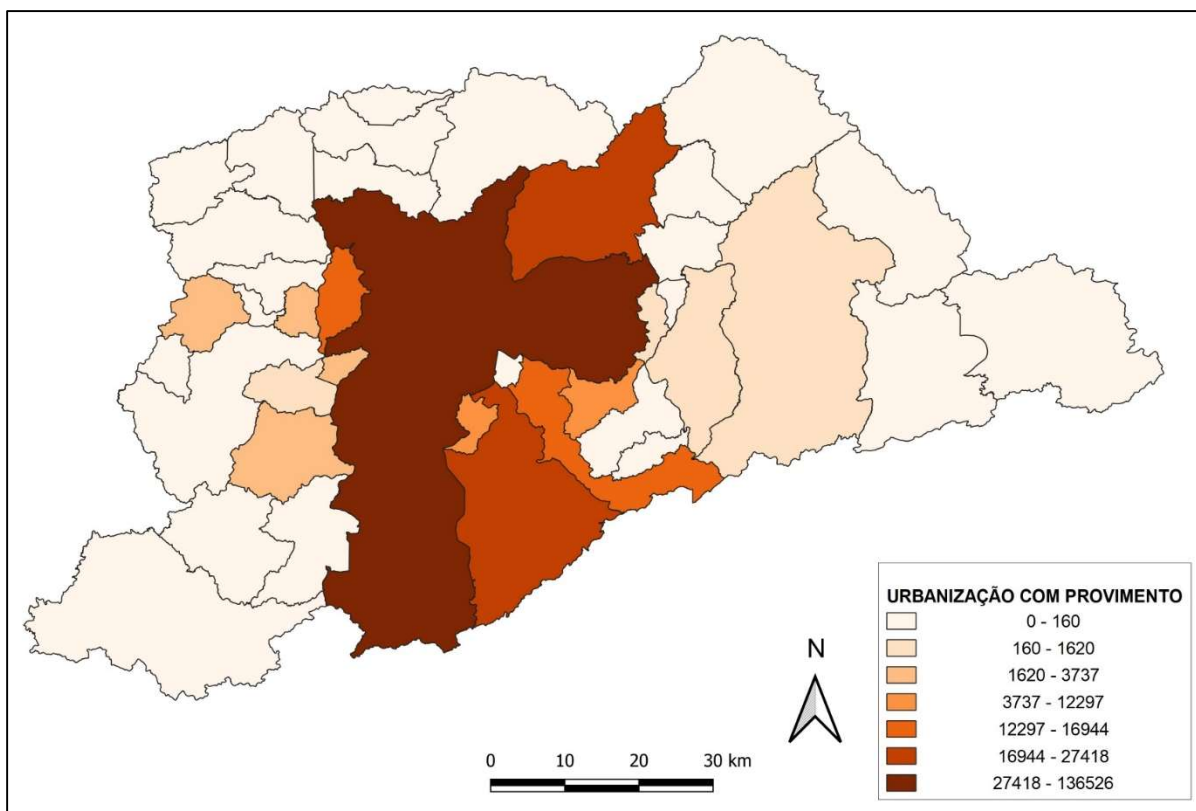 URBANIZAÇÃO COM PROVIMENTO
0 - 160
160 - 1620
1620 - 3737
3737 - 12297
12297 - 16944
16944 - 27418
27418 - 136526
N
0 10 20 30 km